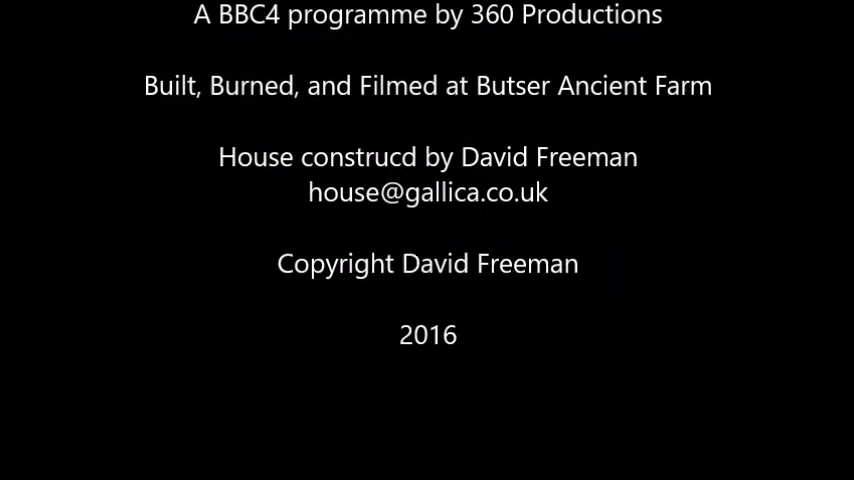 A BBC4 programme by 360 Productions
Built, Burned, and Filmed at Butser Ancient Farm
House construcd by David Freeman
house@gallica.co.uk
Copyright David Freeman
2016